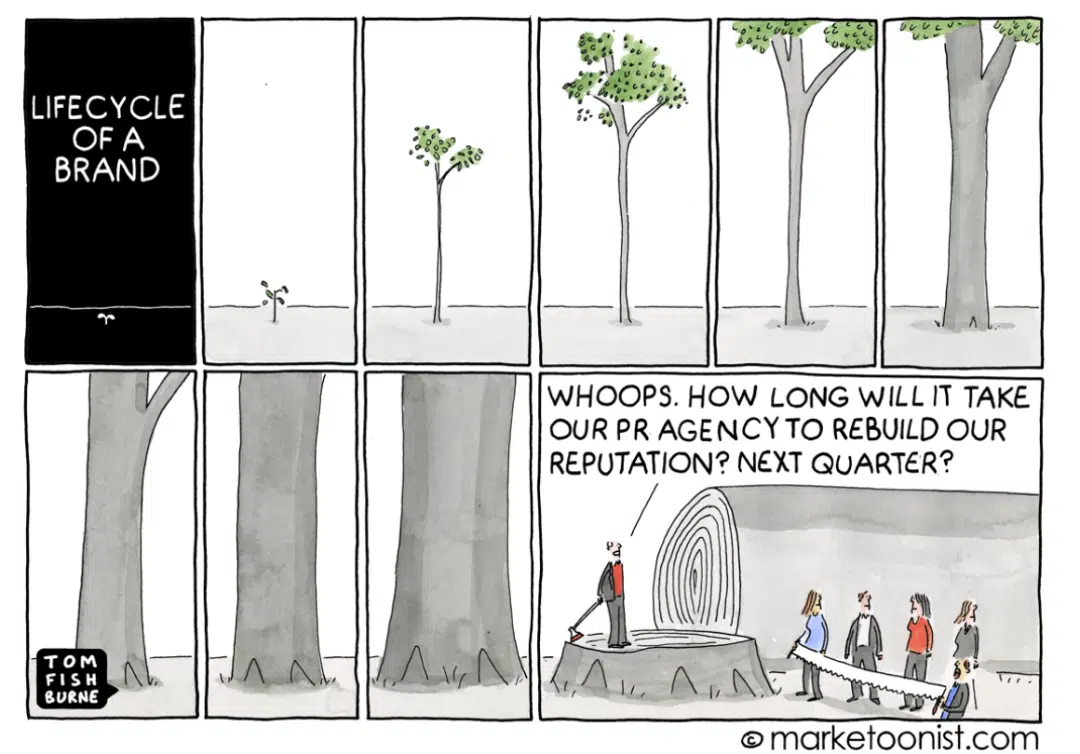 LIFECYCLE
OF A
BRAND
WHOOPS. HOW LONG WILL IT TAKE
OUR PR AGENCY TO REBUILD OUR
REPUTATION? NEXT QUARTER?
TOM
FISH
BURNE
© marketoonist.com